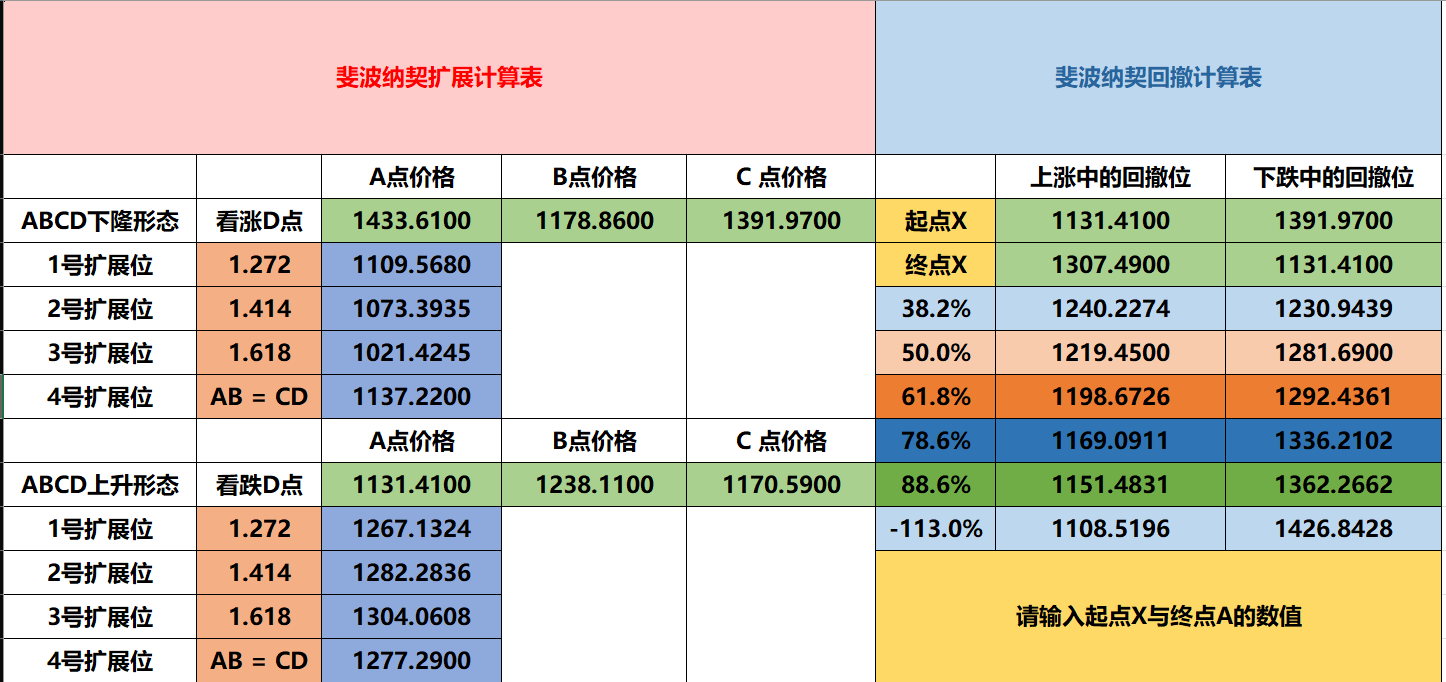 斐波纳契扩展计算表 斐波纳契回撤计算表
A点价格 B点价格 C 点价格 上涨中的回撤位 下跌中的回撤位
ABCD下隆形态 看涨D点 1433.6100 1178.8600 1391.9700 起点X 1131.4100 1391.9700
1号扩展位 1.272 1109.5680 终点X 1307.4900 1131.4100
2号扩展位 1.414 1073.3935 38.2% 1240.2274 1230.9439
3号扩展位 1.618 1021.4245 50.0% 1219.4500 1281.6900
4号扩展位 AB = CD 1137.2200 61.8% 1198.6726 1292.4361
A点价格 B点价格 C 点价格 78.6% 1169.0911 1336.2102
ABCD上升形态 看跌D点 1131.4100 1238.1100 1170.5900 88.6% 1151.4831 1362.2662
1号扩展位 1.272 1267.1324 -113.0% 1108.5196 1426.8428
2号扩展位 1.414 1282.2836
3号扩展位 1.618 1304.0608 请输入起点X与终点A的数值
4号扩展位 AB = CD 1277.2900